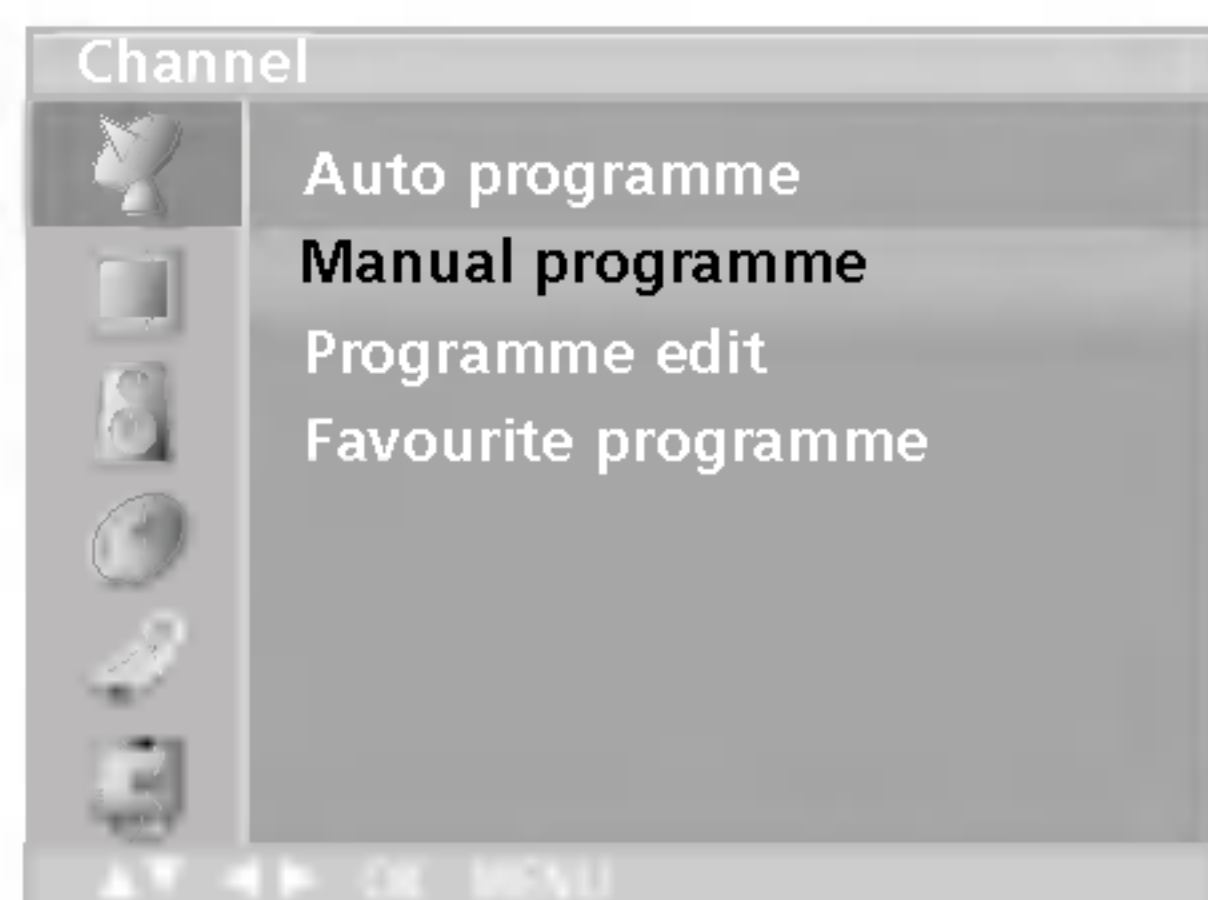 Channel
Auto programme
Manual programme
Programme edit
Favourite programme
▲▼ ◀ ▶ OK MENU